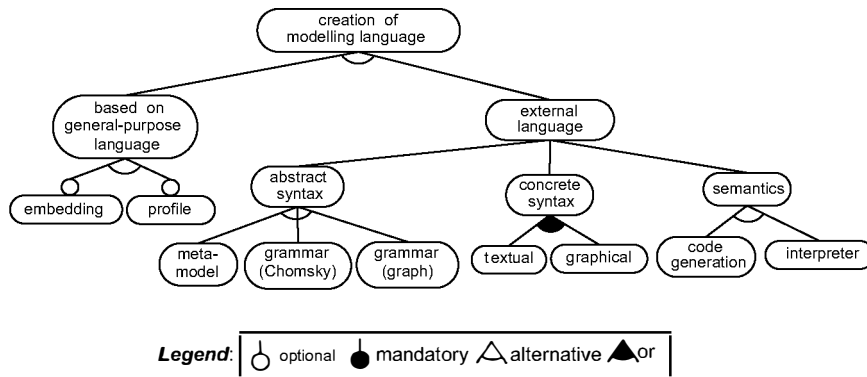 creation of
modelling language
based on
general-purpose
language
external
language
embedding
profile
abstract
syntax
concrete
syntax
semantics
meta-
model
grammar
(Chomsky)
grammar
(graph)
textual
graphical
code
generation
interpreter
Legend: optional mandatory alternative or